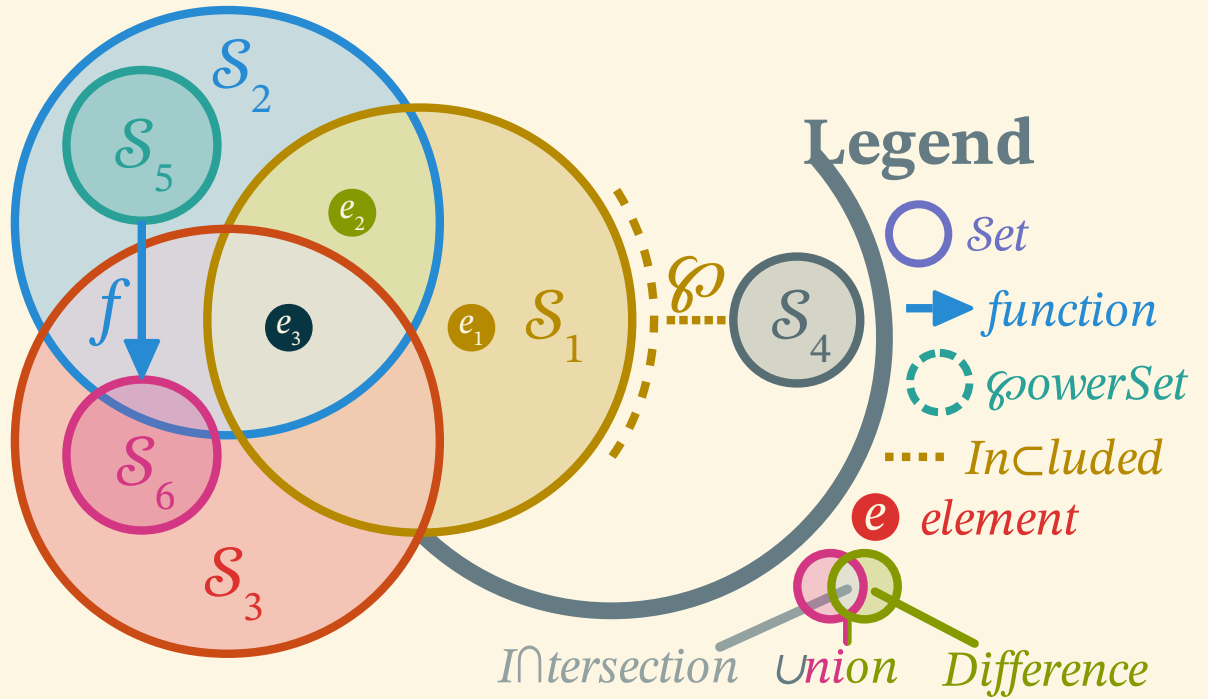 𝒮2
Legend
𝒮5
e2
𝒮et
℘
f
function
e3
e1
𝒮1
𝒮4
℘owerSet
𝒮6
In⊂luded
e
element
𝒮3
I∩tersection
∪nion
Difference